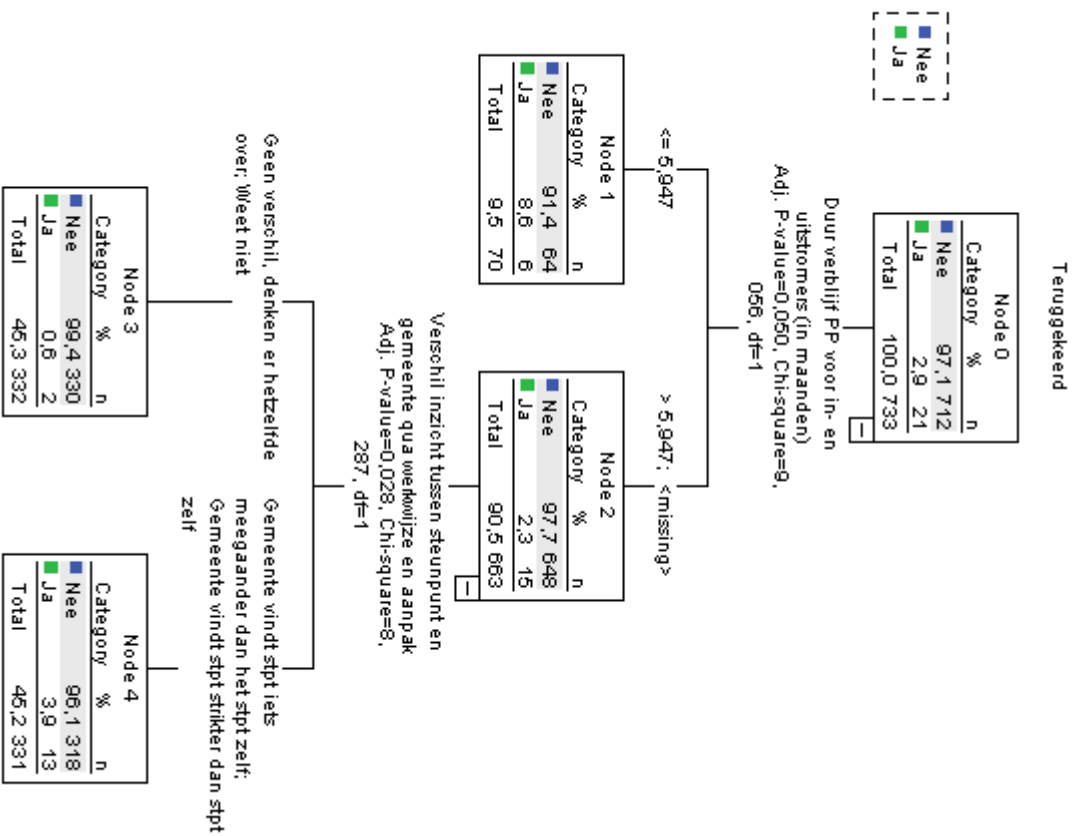 Teruggekeerd
Nee
Ja
Node 0
Category % n
Nee 97,1 712
Ja 2,9 21
Total 100,0 733
Duur verblijf PP voor in- en
uitstromers (in maanden)
Adj. P-value=0,050, Chi-square=9,
056, df=1
<= 5,947
> 5,947; <missing>
Node 1
Category % n
Nee 91,4 64
Ja 8,6 6
Total 9,5 70
Node 2
Category % n
Nee 97,7 648
Ja 2,3 15
Total 90,5 663
Verschil inzicht tussen steunpunt en
gemeente qua werkwijze en aanpak
Adj. P-value=0,028, Chi-square=8,
287, df=1
Geen verschil, denken er hetzelfde
over; Weet niet
Gemeente vindt stpt iets
meegaander dan het stpt zelf;
Gemeente vindt stpt strikter dan stpt
zelf
Node 3
Category % n
Nee 99,4 330
Ja 0,6 2
Total 45,3 332
Node 4
Category % n
Nee 96,1 318
Ja 3,9 13
Total 45,2 331